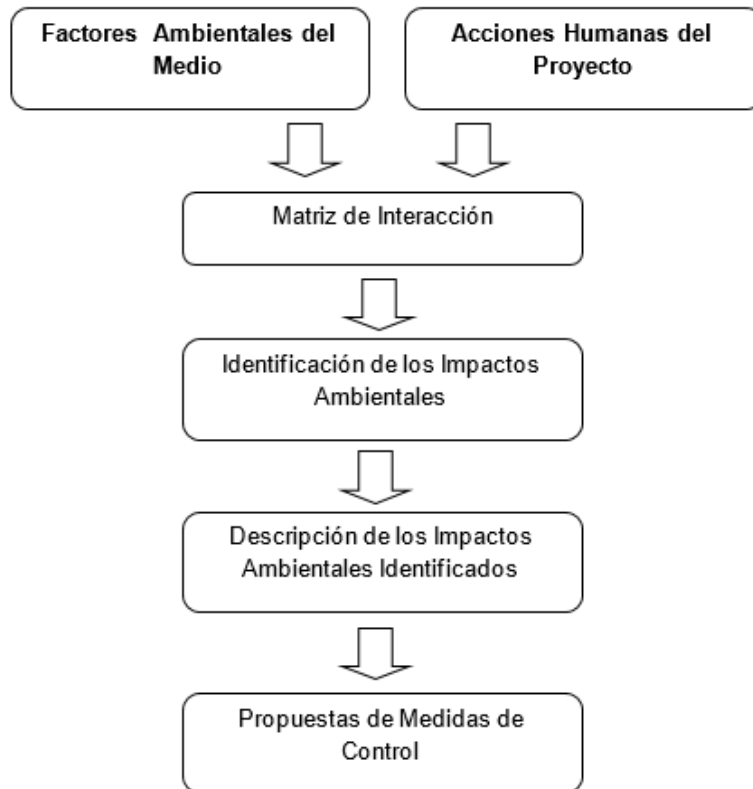 Factores Ambientales del
Medio
Acciones Humanas del
Proyecto
Matriz de Interacción
Identificación de los Impactos
Ambientales
Descripción de los Impactos
Ambientales Identificados
Propuestas de Medidas de
Control